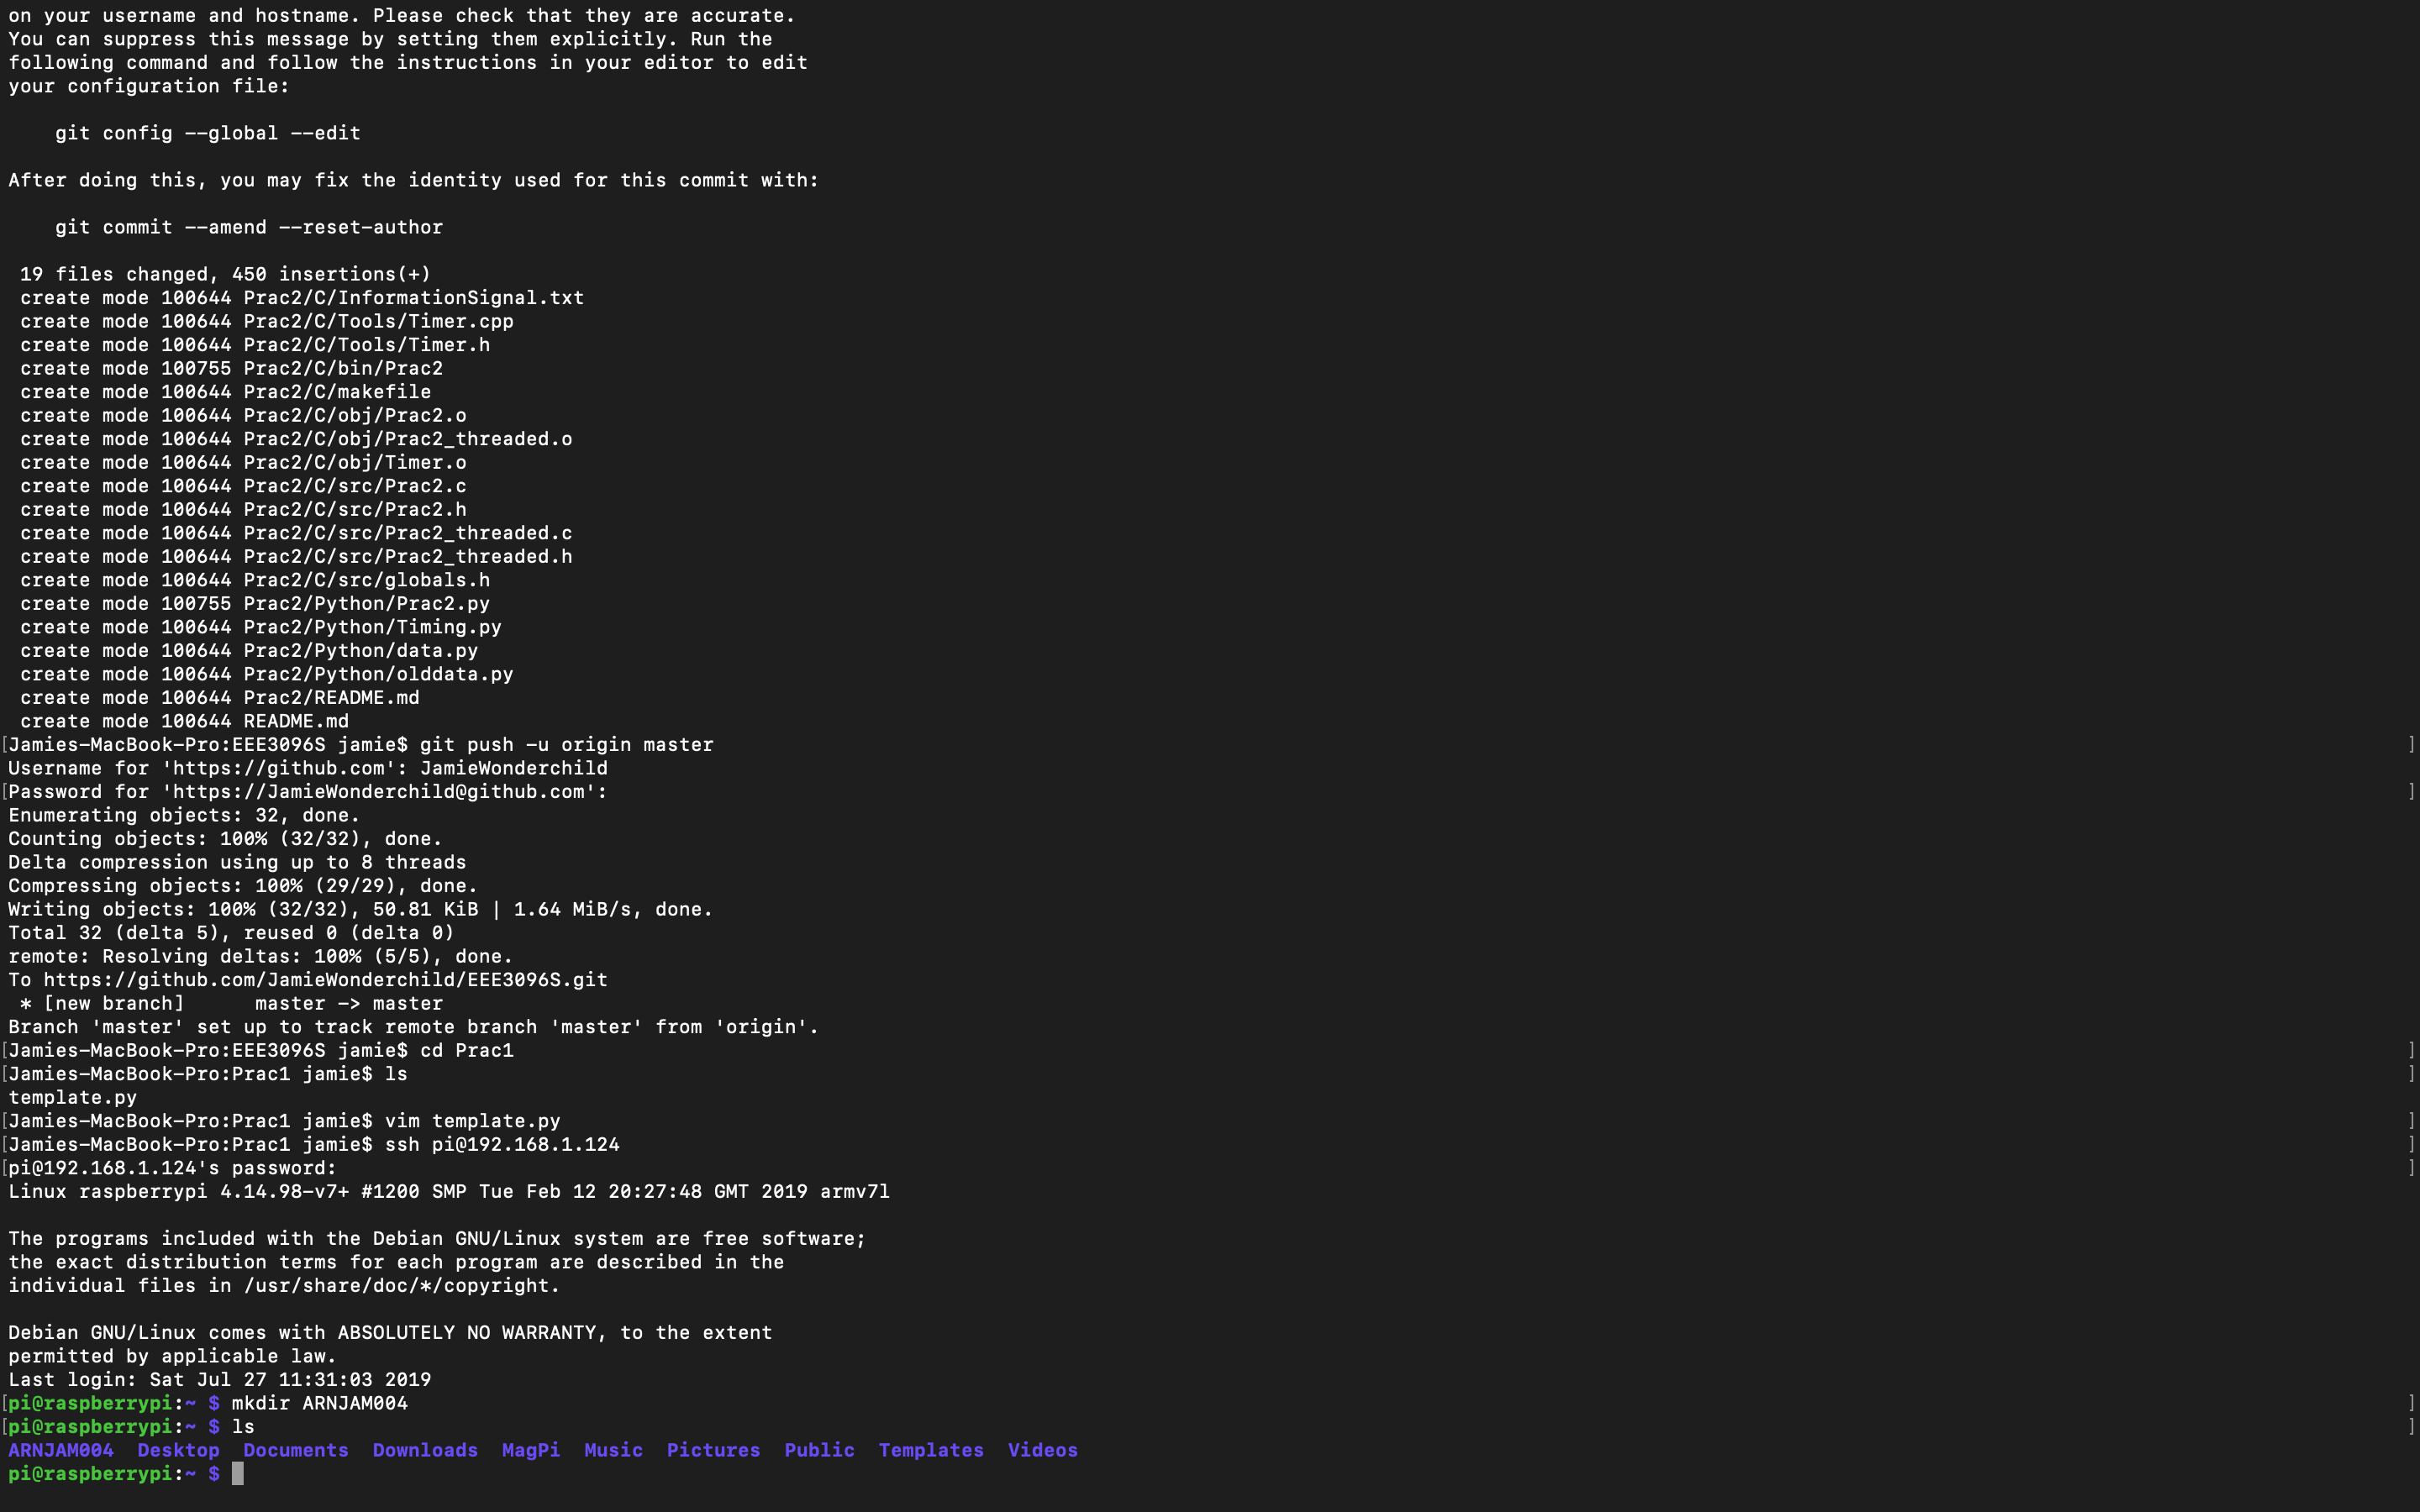 on your username and hostname. Please check that they are accurate.
You can suppress this message by setting them explicitly. Run the
following command and follow the instructions in your editor to edit
your configuration file:

    git config --global --edit

After doing this, you may fix the identity used for this commit with:

    git commit --amend --reset-author

 19 files changed, 450 insertions(+)
 create mode 100644 Prac2/C/InformationSignal.txt
 create mode 100644 Prac2/C/Tools/Timer.cpp
 create mode 100644 Prac2/C/Tools/Timer.h
 create mode 100755 Prac2/C/bin/Prac2
 create mode 100644 Prac2/C/makefile
 create mode 100644 Prac2/C/obj/Prac2.o
 create mode 100644 Prac2/C/obj/Prac2_threaded.o
 create mode 100644 Prac2/C/obj/Timer.o
 create mode 100644 Prac2/C/src/Prac2.c
 create mode 100644 Prac2/C/src/Prac2.h
 create mode 100644 Prac2/C/src/Prac2_threaded.c
 create mode 100644 Prac2/C/src/Prac2_threaded.h
 create mode 100644 Prac2/C/src/globals.h
 create mode 100755 Prac2/Python/Prac2.py
 create mode 100644 Prac2/Python/Timing.py
 create mode 100644 Prac2/Python/data.py
 create mode 100644 Prac2/Python/olddata.py
 create mode 100644 Prac2/README.md
 create mode 100644 README.md
[Jamies-MacBook-Pro:EEE3096S jamie$ git push -u origin master ]
Username for 'https://github.com': JamieWonderchild
[Password for 'https://JamieWonderchild@github.com': ]
Enumerating objects: 32, done.
Counting objects: 100% (32/32), done.
Delta compression using up to 8 threads
Compressing objects: 100% (29/29), done.
Writing objects: 100% (32/32), 50.81 KiB | 1.64 MiB/s, done.
Total 32 (delta 5), reused 0 (delta 0)
remote: Resolving deltas: 100% (5/5), done.
To https://github.com/JamieWonderchild/EEE3096S.git
 * [new branch]      master -> master
Branch 'master' set up to track remote branch 'master' from 'origin'.
[Jamies-MacBook-Pro:EEE3096S jamie$ cd Prac1 ]
[Jamies-MacBook-Pro:Prac1 jamie$ ls ]
template.py
[Jamies-MacBook-Pro:Prac1 jamie$ vim template.py ]
[Jamies-MacBook-Pro:Prac1 jamie$ ssh pi@192.168.1.124 ]
[pi@192.168.1.124's password: ]
Linux raspberrypi 4.14.98-v7+ #1200 SMP Tue Feb 12 20:27:48 GMT 2019 armv7l

The programs included with the Debian GNU/Linux system are free software;
the exact distribution terms for each program are described in the
individual files in /usr/share/doc/*/copyright.

Debian GNU/Linux comes with ABSOLUTELY NO WARRANTY, to the extent
permitted by applicable law.
Last login: Sat Jul 27 11:31:03 2019
[pi@raspberrypi:~ $ mkdir ARNJAM004 ]
[pi@raspberrypi:~ $ ls ]
ARNJAM004  Desktop  Documents  Downloads  MagPi  Music  Pictures  Public  Templates  Videos
pi@raspberrypi:~ $